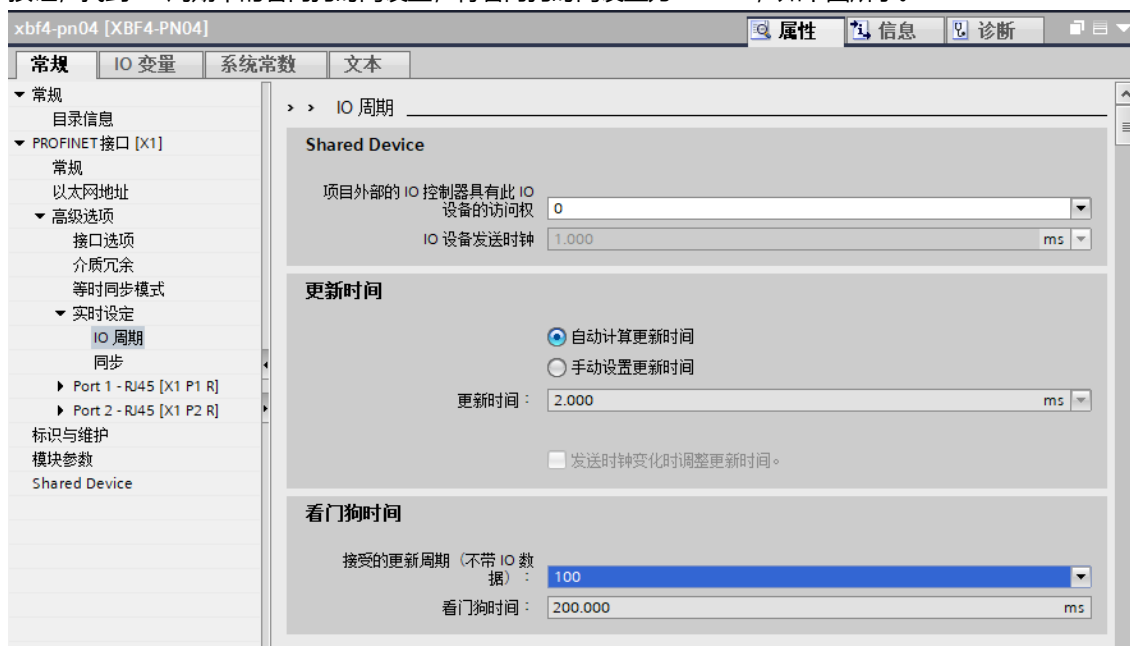 xbf4-pn04 [XBF4-PN04]
属性
信息
诊断
常规
IO 变量
系统常数
文本
常规
目录信息
PROFINET接口 [X1]
常规
以太网地址
高级选项
接口选项
介质冗余
等时同步模式
实时设定
IO 周期
同步
Port 1 - RJ45 [X1 P1 R]
Port 2 - RJ45 [X1 P2 R]
标识与维护
模块参数
Shared Device
› › IO 周期
Shared Device
项目外部的 IO 控制器具有此 IO
设备的访问权
0
IO 设备发送时钟
1.000 ms
更新时间
自动计算更新时间
手动设置更新时间
更新时间：
2.000 ms
发送时钟变化时调整更新时间。
看门狗时间
接受的更新周期（不带 IO 数
据）：
100
看门狗时间：
200.000 ms